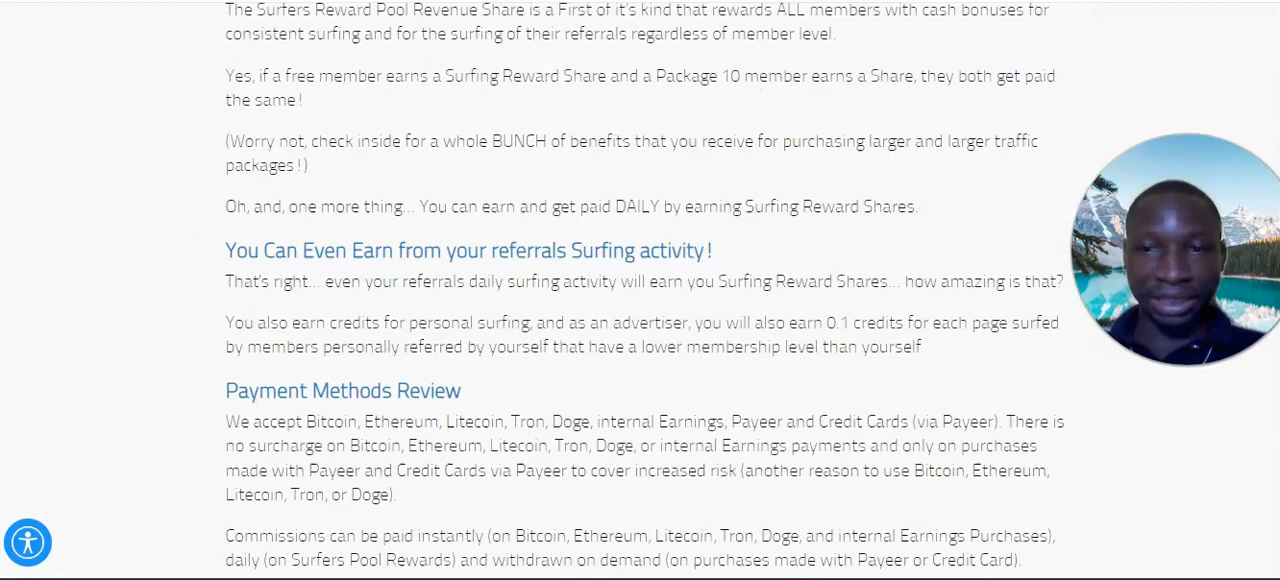 The Surfers Reward Pool Revenue Share is a First of it's kind that rewards ALL members with cash bonuses for
consistent surfing and for the surfing of their referrals regardless of member level.
Yes, if a free member earns a Surfing Reward Share and a Package 10 member earns a Share, they both get paid
the same!
(Worry not, check inside for a whole BUNCH of benefits that you receive for purchasing larger and larger traffic
packages!)
Oh, and, one more thing... You can earn and get paid DAILY by earning Surfing Reward Shares.
You Can Even Earn from your referrals Surfing activity!
That's right... even your referrals daily surfing activity will earn you Surfing Reward Shares... how amazing is that?
You also earn credits for personal surfing, and as an advertiser, you will also earn 0.1 credits for each page surfed
by members personally referred by yourself that have a lower membership level than yourself
Payment Methods Review
We accept Bitcoin, Ethereum, Litecoin, Tron, Doge, internal Earnings, Payeer and Credit Cards (via Payeer). There is
no surcharge on Bitcoin, Ethereum, Litecoin, Tron, Doge, or internal Earnings payments and only on purchases
made with Payeer and Credit Cards via Payeer to cover increased risk (another reason to use Bitcoin, Ethereum,
Litecoin, Tron, or Doge).
Commissions can be paid instantly (on Bitcoin, Ethereum, Litecoin, Tron, Doge, and internal Earnings Purchases),
daily (on Surfers Pool Rewards) and withdrawn on demand (on purchases made with Payeer or Credit Card).